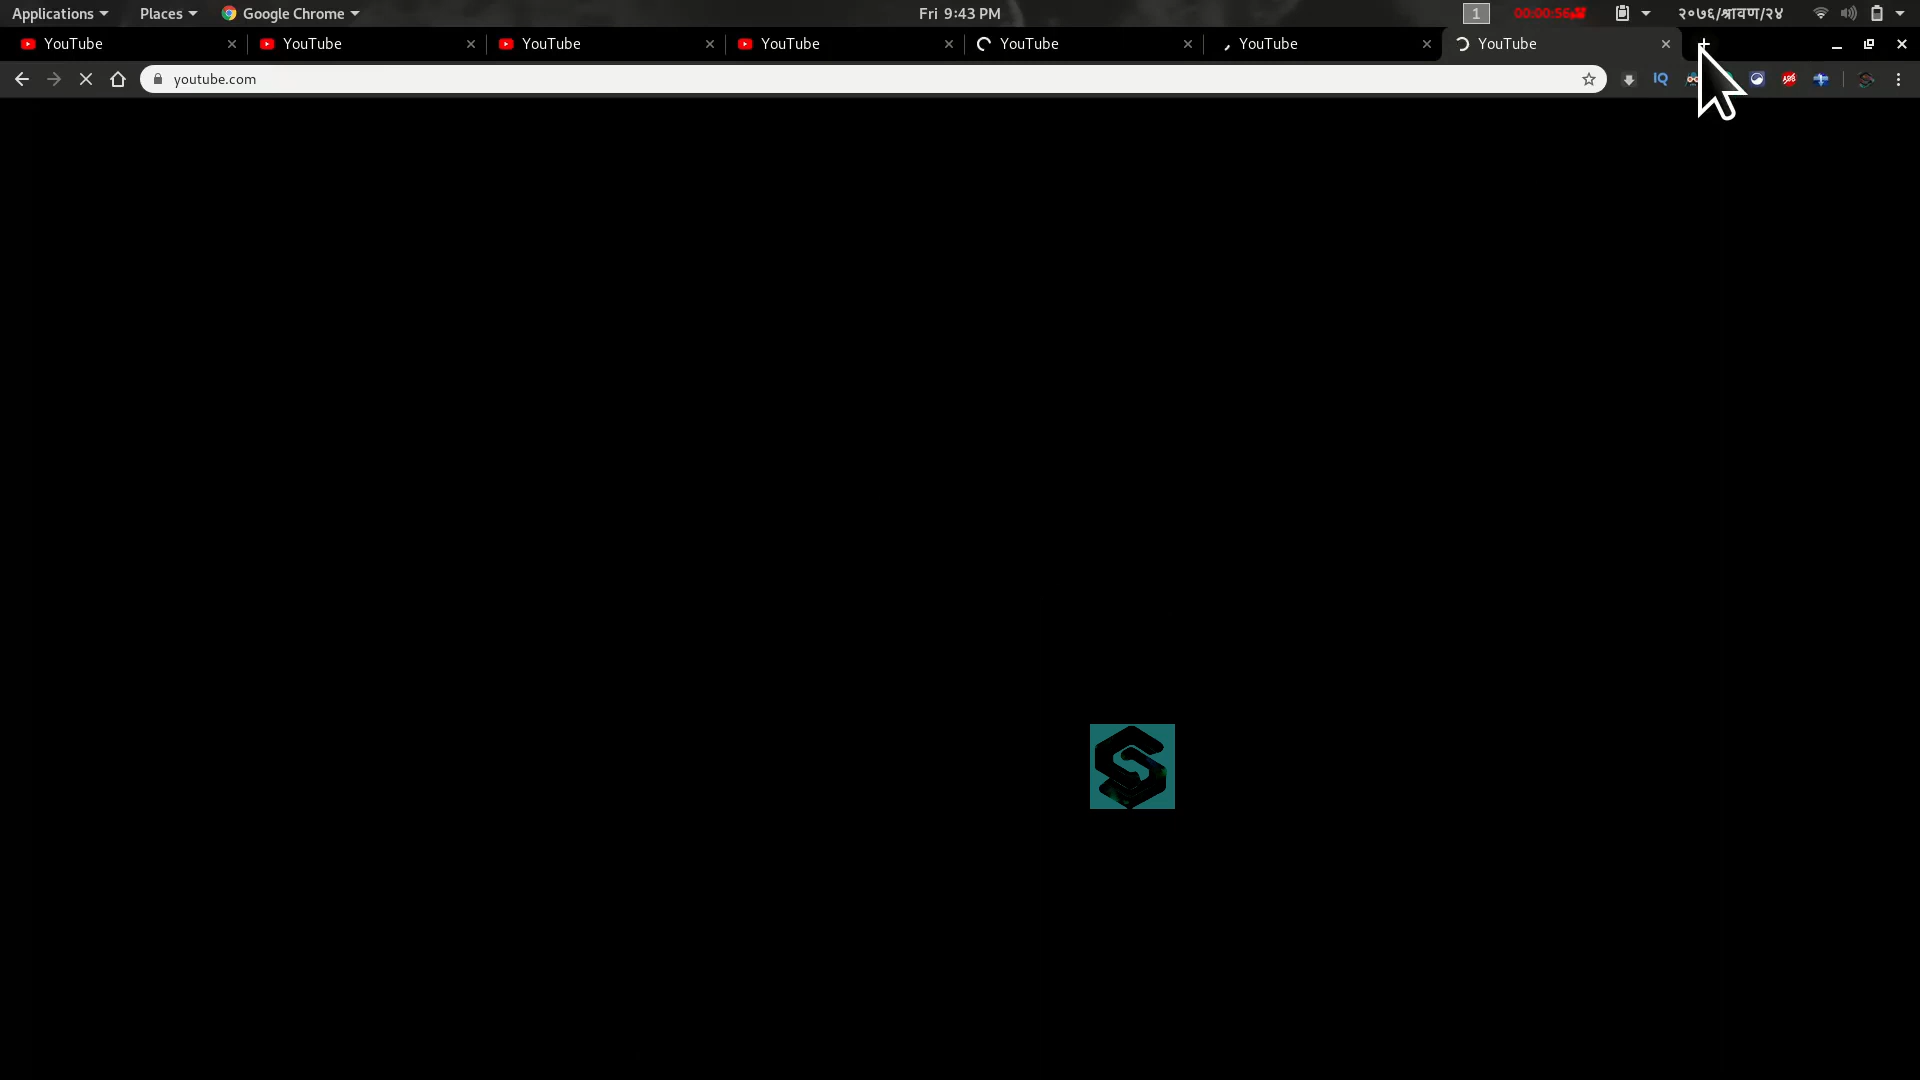 Applications Places Google Chrome Fri 9:43 PM 1 00:00:56 २०७६/श्रावण/२४
YouTube YouTube YouTube YouTube YouTube YouTube YouTube
youtube.com IQ